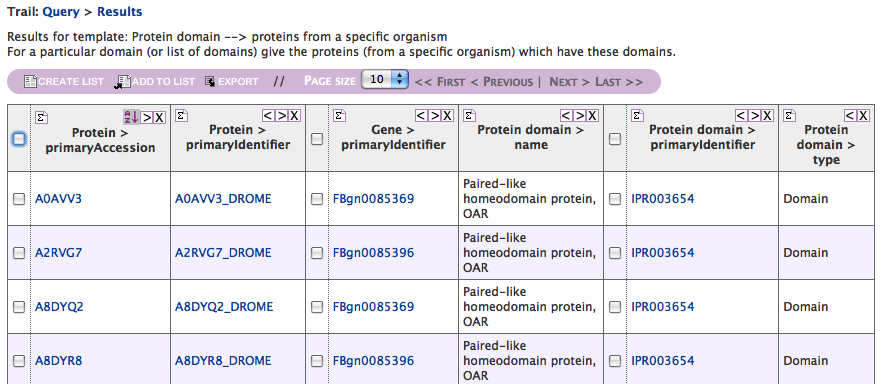 Trail: Query > Results
Results for template: Protein domain --> proteins from a specific organism
For a particular domain (or list of domains) give the proteins (from a specific organism) which have these domains.
CREATE LIST ADD TO LIST EXPORT // PAGE SIZE 10 << FIRST < PREVIOUS | NEXT > LAST >>
Σ A Z ↓ > X Σ < > X Σ < > X Σ < > X Σ < > X Σ < X
Protein > Protein > Gene > Protein domain > Protein domain > Protein
primaryAccession primaryIdentifier primaryIdentifier name primaryIdentifier domain >
type
Paired-like
A0AVV3 A0AVV3_DROME FBgn0085369 homeodomain protein, IPR003654 Domain
OAR
Paired-like
A2RVG7 A2RVG7_DROME FBgn0085396 homeodomain protein, IPR003654 Domain
OAR
Paired-like
A8DYQ2 A8DYQ2_DROME FBgn0085369 homeodomain protein, IPR003654 Domain
OAR
Paired-like
A8DYR8 A8DYR8_DROME FBgn0085396 homeodomain protein, IPR003654 Domain
OAR